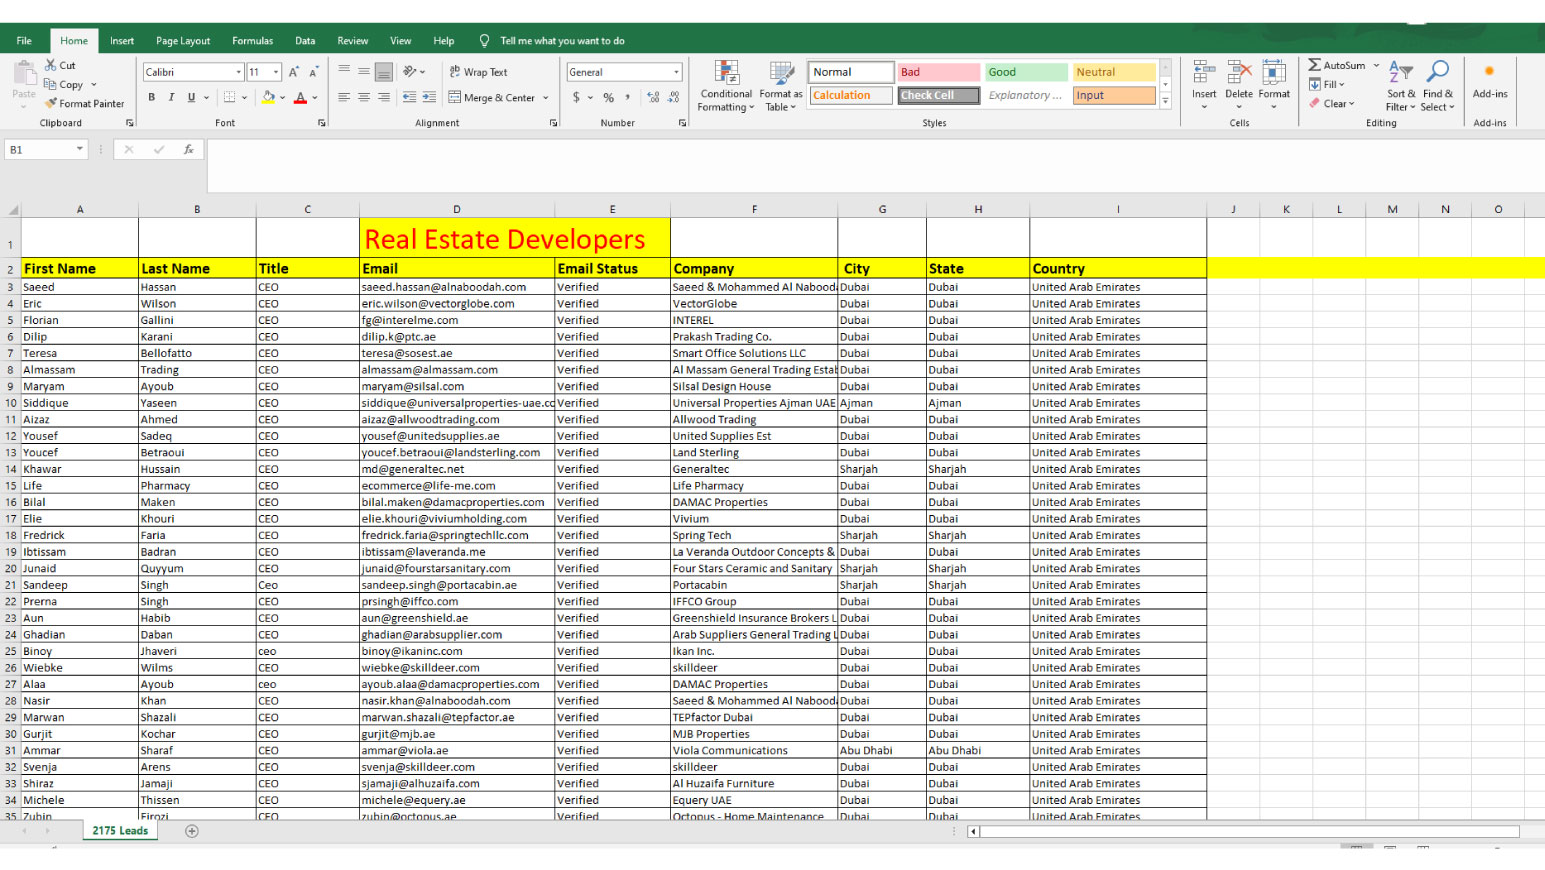 File Home Insert Page Layout Formulas Data Review View Help Tell me what you want to do
Paste Cut Copy Format Painter Clipboard
Calibri 11 A A B I U A Font
Wrap Text Merge & Center Alignment
General $ % , Number
Conditional Formatting Format as Table
Normal Bad Good Neutral
Calculation Check Cell Explanatory ... Input
Styles
Insert Delete Format Cells
AutoSum Fill Clear Sort & Filter Find & Select Editing
Add-ins Add-ins
B1 fx
A B C D E F G H I J K L M N O
1 Real Estate Developers
2 First Name Last Name Title Email Email Status Company City State Country
3 Saeed Hassan CEO saeed.hassan@alnaboodah.com Verified Saeed & Mohammed Al Nabood Dubai Dubai United Arab Emirates
4 Eric Wilson CEO eric.wilson@vectorglobe.com Verified VectorGlobe Dubai Dubai United Arab Emirates
5 Florian Gallini CEO fg@interelme.com Verified INTEREL Dubai Dubai United Arab Emirates
6 Dilip Karani CEO dilip.k@ptc.ae Verified Prakash Trading Co. Dubai Dubai United Arab Emirates
7 Teresa Bellofatto CEO teresa@sosest.ae Verified Smart Office Solutions LLC Dubai Dubai United Arab Emirates
8 Almassam Trading CEO almassam@almassam.com Verified Al Massam General Trading Estab Dubai Dubai United Arab Emirates
9 Maryam Ayoub CEO maryam@silsal.com Verified Silsal Design House Dubai Dubai United Arab Emirates
10 Siddique Yaseen CEO siddique@universalproperties-uae.cc Verified Universal Properties Ajman UAE Ajman Ajman United Arab Emirates
11 Aizaz Ahmed CEO aizaz@allwoodtrading.com Verified Allwood Trading Dubai Dubai United Arab Emirates
12 Yousef Sadeq CEO yousef@unitedsupplies.ae Verified United Supplies Est Dubai Dubai United Arab Emirates
13 Youcef Betraoui CEO youcef.betraoui@landsterling.com Verified Land Sterling Dubai Dubai United Arab Emirates
14 Khawar Hussain CEO md@generaltec.net Verified Generaltec Sharjah Sharjah United Arab Emirates
15 Life Pharmacy CEO ecommerce@life-me.com Verified Life Pharmacy Dubai Dubai United Arab Emirates
16 Bilal Maken CEO bilal.maken@damacproperties.com Verified DAMAC Properties Dubai Dubai United Arab Emirates
17 Elie Khouri CEO elie.khouri@viviumholding.com Verified Vivium Dubai Dubai United Arab Emirates
18 Fredrick Faria CEO fredrick.faria@springtechllc.com Verified Spring Tech Sharjah Sharjah United Arab Emirates
19 Ibtissam Badran CEO ibtissam@laveranda.me Verified La Veranda Outdoor Concepts & Dubai Dubai United Arab Emirates
20 Junaid Quyyum CEO junaid@fourstarsanitary.com Verified Four Stars Ceramic and Sanitary Sharjah Sharjah United Arab Emirates
21 Sandeep Singh Ceo sandeep.singh@portacabin.ae Verified Portacabin Sharjah Sharjah United Arab Emirates
22 Prerna Singh CEO prsingh@iffco.com Verified IFFCO Group Dubai Dubai United Arab Emirates
23 Aun Habib CEO aun@greenshield.ae Verified Greenshield Insurance Brokers L Dubai Dubai United Arab Emirates
24 Ghadian Daban CEO ghadian@arabsupplier.com Verified Arab Suppliers General Trading L Dubai Dubai United Arab Emirates
25 Binoy Jhaveri ceo binoy@ikaninc.com Verified Ikan Inc. Dubai Dubai United Arab Emirates
26 Wiebke Wilms CEO wiebke@skilldeer.com Verified skilldeer Dubai Dubai United Arab Emirates
27 Alaa Ayoub ceo ayoub.alaa@damacproperties.com Verified DAMAC Properties Dubai Dubai United Arab Emirates
28 Nasir Khan CEO nasir.khan@alnaboodah.com Verified Saeed & Mohammed Al Nabood Dubai Dubai United Arab Emirates
29 Marwan Shazali CEO marwan.shazali@tepfactor.ae Verified TEPfactor Dubai Dubai Dubai United Arab Emirates
30 Gurjit Kochar CEO gurjit@mjb.ae Verified MJB Properties Dubai Dubai United Arab Emirates
31 Ammar Sharaf CEO ammar@viola.ae Verified Viola Communications Abu Dhabi Abu Dhabi United Arab Emirates
32 Svenja Arens CEO svenja@skilldeer.com Verified skilldeer Dubai Dubai United Arab Emirates
33 Shiraz Jamaji CEO sjamaji@alhuzaifa.com Verified Al Huzaifa Furniture Dubai Dubai United Arab Emirates
34 Michele Thissen CEO michele@equery.ae Verified Equery UAE Dubai Dubai United Arab Emirates
35 Zubin Firozi CEO zubin@octopus.ae Verified Octopus - Home Maintenance Dubai Dubai United Arab Emirates
2175 Leads